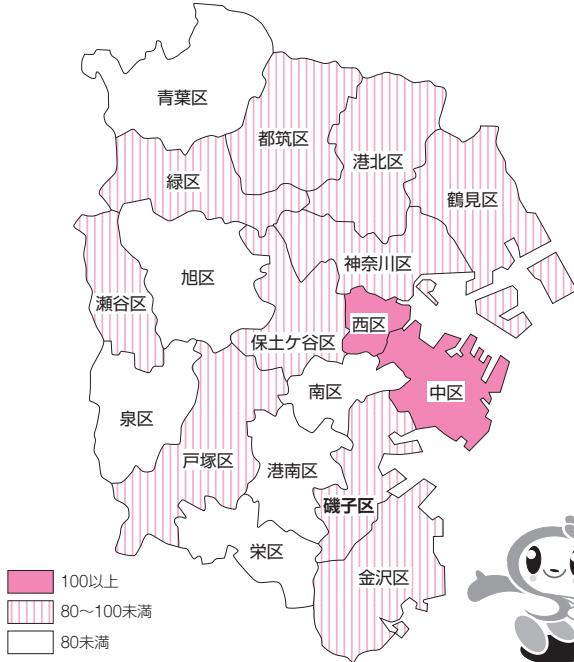 青葉区
都筑区
港北区
緑区
鶴見区
神奈川区
旭区
瀬谷区
西区
保土ケ谷区
中区
南区
泉区
戸塚区
港南区
磯子区
栄区
金沢区
100以上
80〜100未満
80未満